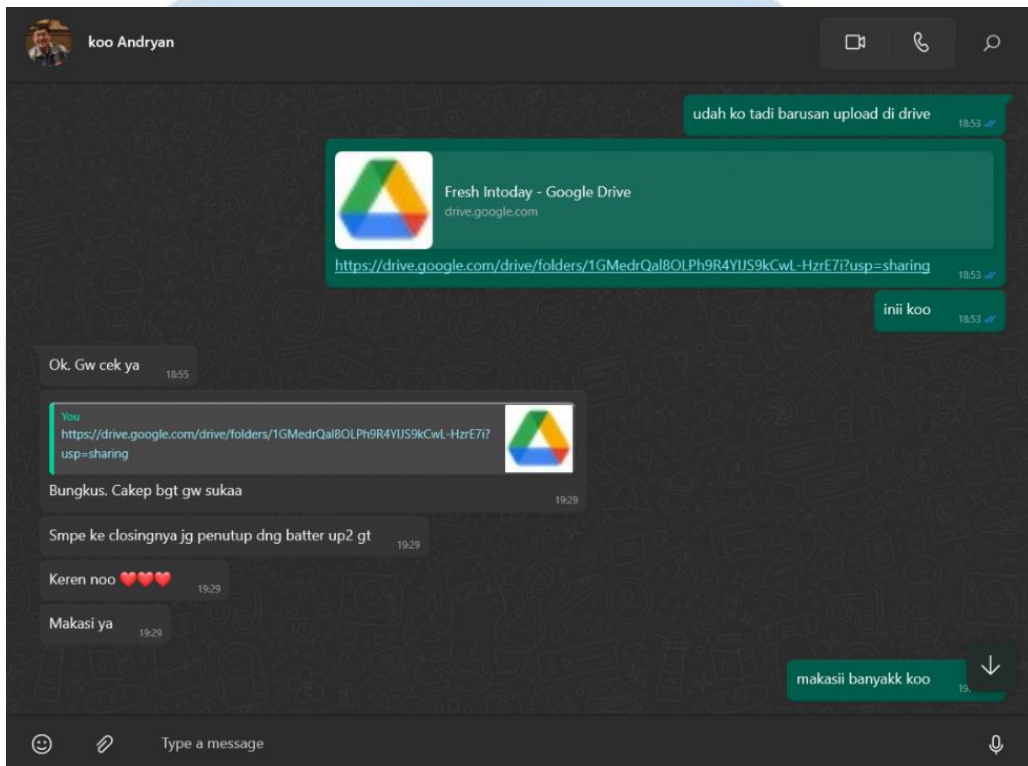 koo Andryan
udah ko tadi barusan upload di drive
18:53
Fresh Intoday - Google Drive
drive.google.com
https://drive.google.com/drive/folders/1GMedrQal8OLPh9R4YIJS9kCwL-HzrE7i?usp=sharing
18:53
inii koo
18:53
Ok. Gw cek ya
18:55
You
https://drive.google.com/drive/folders/1GMedrQal8OLPh9R4YIJS9kCwL-HzrE7i?
usp=sharing
Bungkus. Cakep bgt gw sukaa
19:29
Smpe ke closingnya jg penutup dng batter up2 gt
19:29
Keren noo ❤️❤️❤️
19:29
Makasi ya
19:29
makasii banyakk koo
Type a message